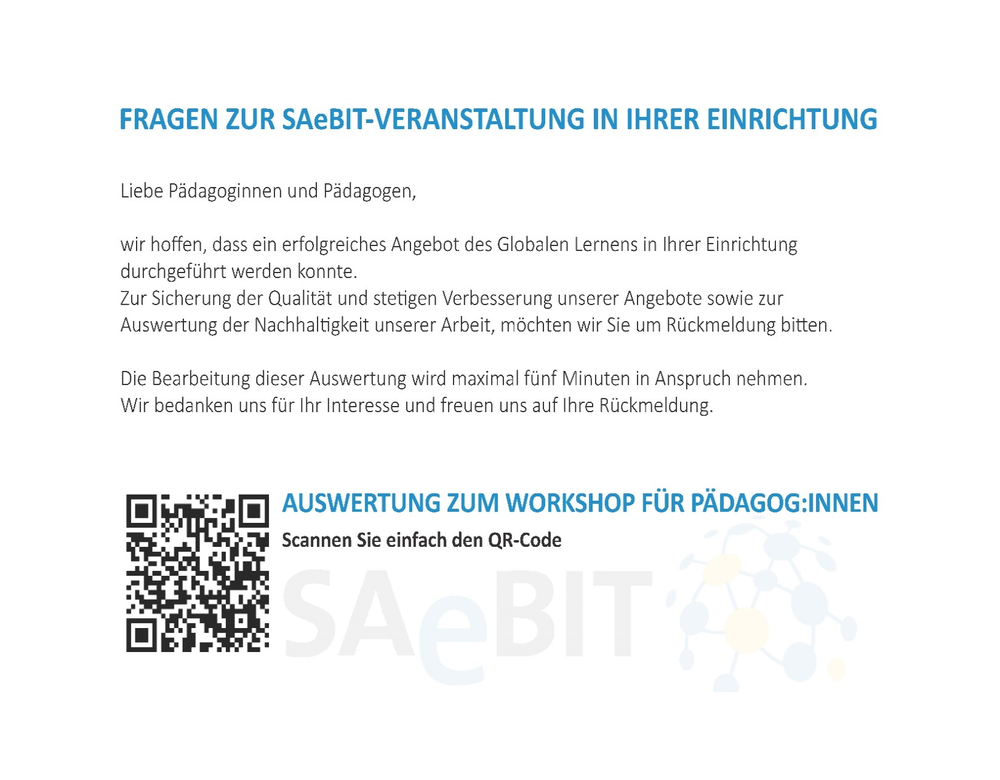 FRAGEN ZUR SAeBIT-VERANSTALTUNG IN IHRER EINRICHTUNG
Liebe Pädagoginnen und Pädagogen,
wir hoffen, dass ein erfolgreiches Angebot des Globalen Lernens in Ihrer Einrichtung
durchgeführt werden konnte.
Zur Sicherung der Qualität und stetigen Verbesserung unserer Angebote sowie zur
Auswertung der Nachhaltigkeit unserer Arbeit, möchten wir Sie um Rückmeldung bitten.
Die Bearbeitung dieser Auswertung wird maximal fünf Minuten in Anspruch nehmen.
Wir bedanken uns für Ihr Interesse und freuen uns auf Ihre Rückmeldung.
AUSWERTUNG ZUM WORKSHOP FÜR PÄDAGOG:INNEN
Scannen Sie einfach den QR-Code
SAeBIT